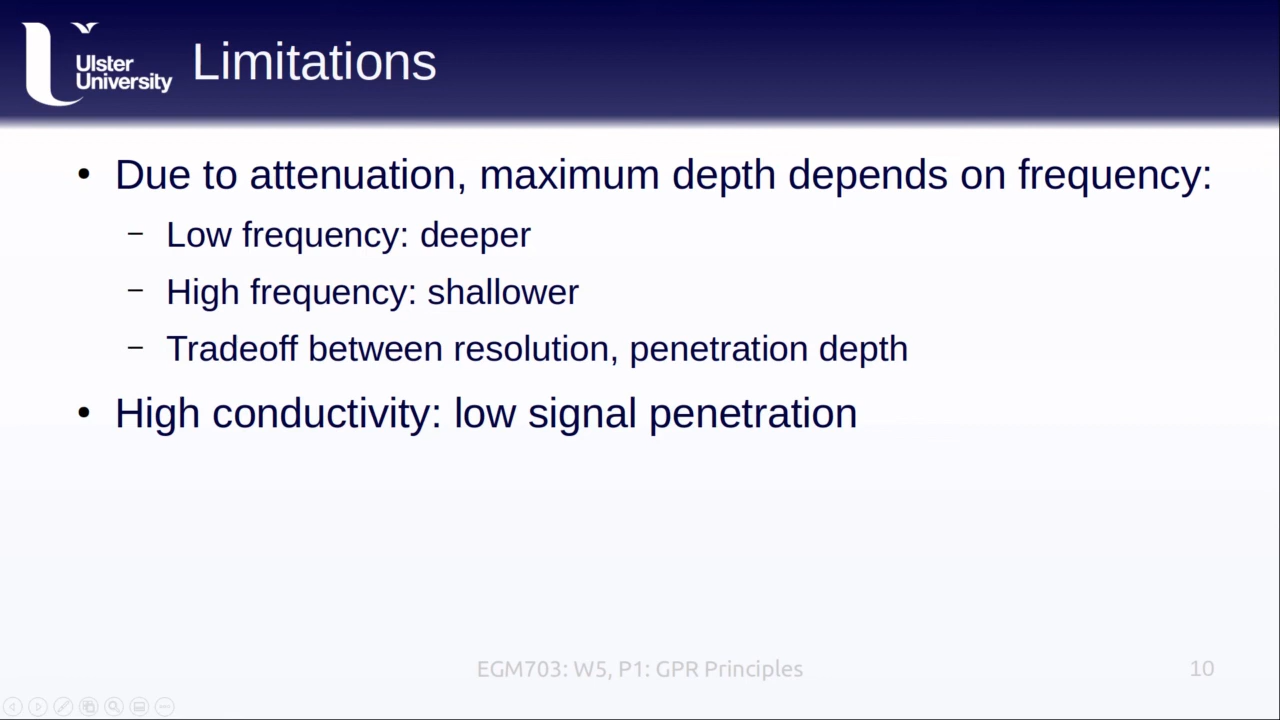 Ulster
University
Limitations
• Due to attenuation, maximum depth depends on frequency:
– Low frequency: deeper
– High frequency: shallower
– Tradeoff between resolution, penetration depth
• High conductivity: low signal penetration
EGM703: W5, P1: GPR Principles
10